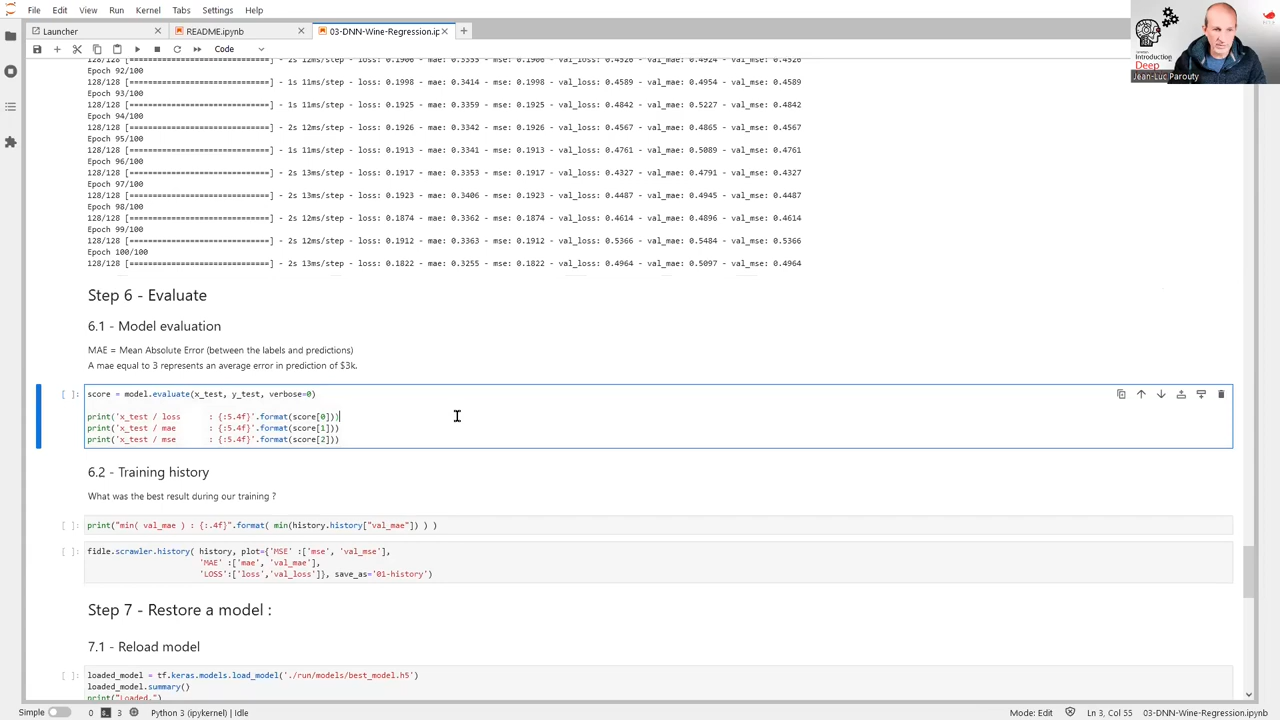 File Edit View Run Kernel Tabs Settings Help
Launcher × README.ipynb × 03-DNN-Wine-Regression.ip × +
Code
Epoch 92/100
128/128 [==============================] - 1s 11ms/step - loss: 0.1998 - mae: 0.3414 - mse: 0.1998 - val_loss: 0.4589 - val_mae: 0.4954 - val_mse: 0.4589
Epoch 93/100
128/128 [==============================] - 1s 11ms/step - loss: 0.1925 - mae: 0.3359 - mse: 0.1925 - val_loss: 0.4842 - val_mae: 0.5227 - val_mse: 0.4842
Epoch 94/100
128/128 [==============================] - 2s 12ms/step - loss: 0.1926 - mae: 0.3342 - mse: 0.1926 - val_loss: 0.4567 - val_mae: 0.4865 - val_mse: 0.4567
Epoch 95/100
128/128 [==============================] - 1s 11ms/step - loss: 0.1913 - mae: 0.3341 - mse: 0.1913 - val_loss: 0.4761 - val_mae: 0.5089 - val_mse: 0.4761
Epoch 96/100
128/128 [==============================] - 2s 13ms/step - loss: 0.1917 - mae: 0.3353 - mse: 0.1917 - val_loss: 0.4327 - val_mae: 0.4791 - val_mse: 0.4327
Epoch 97/100
128/128 [==============================] - 2s 13ms/step - loss: 0.1923 - mae: 0.3406 - mse: 0.1923 - val_loss: 0.4487 - val_mae: 0.4945 - val_mse: 0.4487
Epoch 98/100
128/128 [==============================] - 2s 12ms/step - loss: 0.1874 - mae: 0.3362 - mse: 0.1874 - val_loss: 0.4614 - val_mae: 0.4896 - val_mse: 0.4614
Epoch 99/100
128/128 [==============================] - 2s 12ms/step - loss: 0.1912 - mae: 0.3363 - mse: 0.1912 - val_loss: 0.5366 - val_mae: 0.5484 - val_mse: 0.5366
Epoch 100/100
128/128 [==============================] - 2s 13ms/step - loss: 0.1822 - mae: 0.3255 - mse: 0.1822 - val_loss: 0.4964 - val_mae: 0.5097 - val_mse: 0.4964
Step 6 - Evaluate
6.1 - Model evaluation
MAE = Mean Absolute Error (between the labels and predictions)
A mae equal to 3 represents an average error in prediction of $3k.
[ ]: score = model.evaluate(x_test, y_test, verbose=0)
print('x_test / loss      : {:5.4f}'.format(score[0]))
print('x_test / mae       : {:5.4f}'.format(score[1]))
print('x_test / mse       : {:5.4f}'.format(score[2]))
6.2 - Training history
What was the best result during our training ?
[ ]: print("min( val_mae ) : {:.4f}".format( min(history.history["val_mae"]) ) )
[ ]: fidle.scrawler.history( history, plot={'MSE' :['mse', 'val_mse'],
'MAE' :['mae', 'val_mae'],
'LOSS':['loss','val_loss']}, save_as='01-history')
Step 7 - Restore a model :
7.1 - Reload model
[ ]: loaded_model = tf.keras.models.load_model('./run/models/best_model.h5')
loaded_model.summary()
print("Loaded.")
Simple 0 3 Python 3 (ipykernel) | Idle Mode: Edit Ln 3, Col 55 03-DNN-Wine-Regression.ipynb
Introduction
Deep
Jean-Luc Parouty